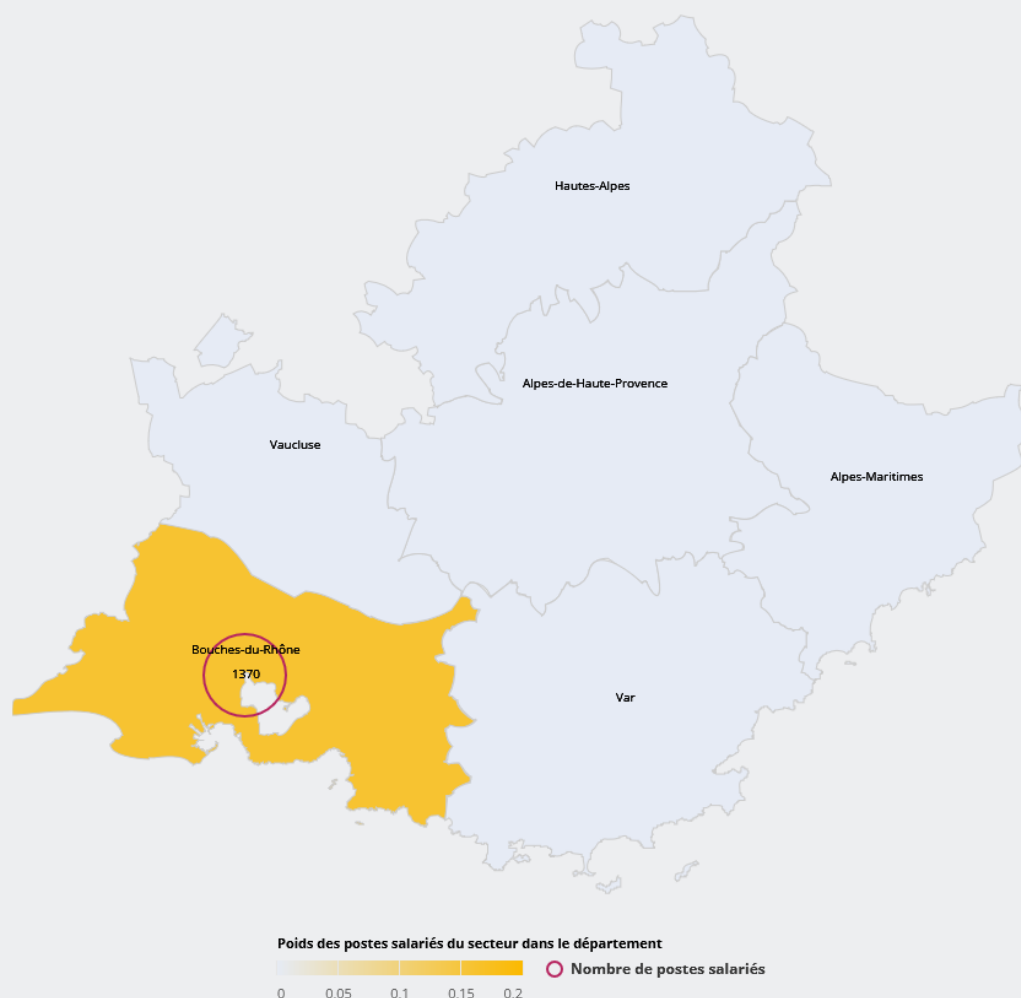 Hautes-Alpes
Alpes-de-Haute-Provence
Vaucluse
Alpes-Maritimes
Bouches-du-Rhône
1370
Var
Poids des postes salariés du secteur dans le département
Nombre de postes salariés
0 0.05 0.1 0.15 0.2